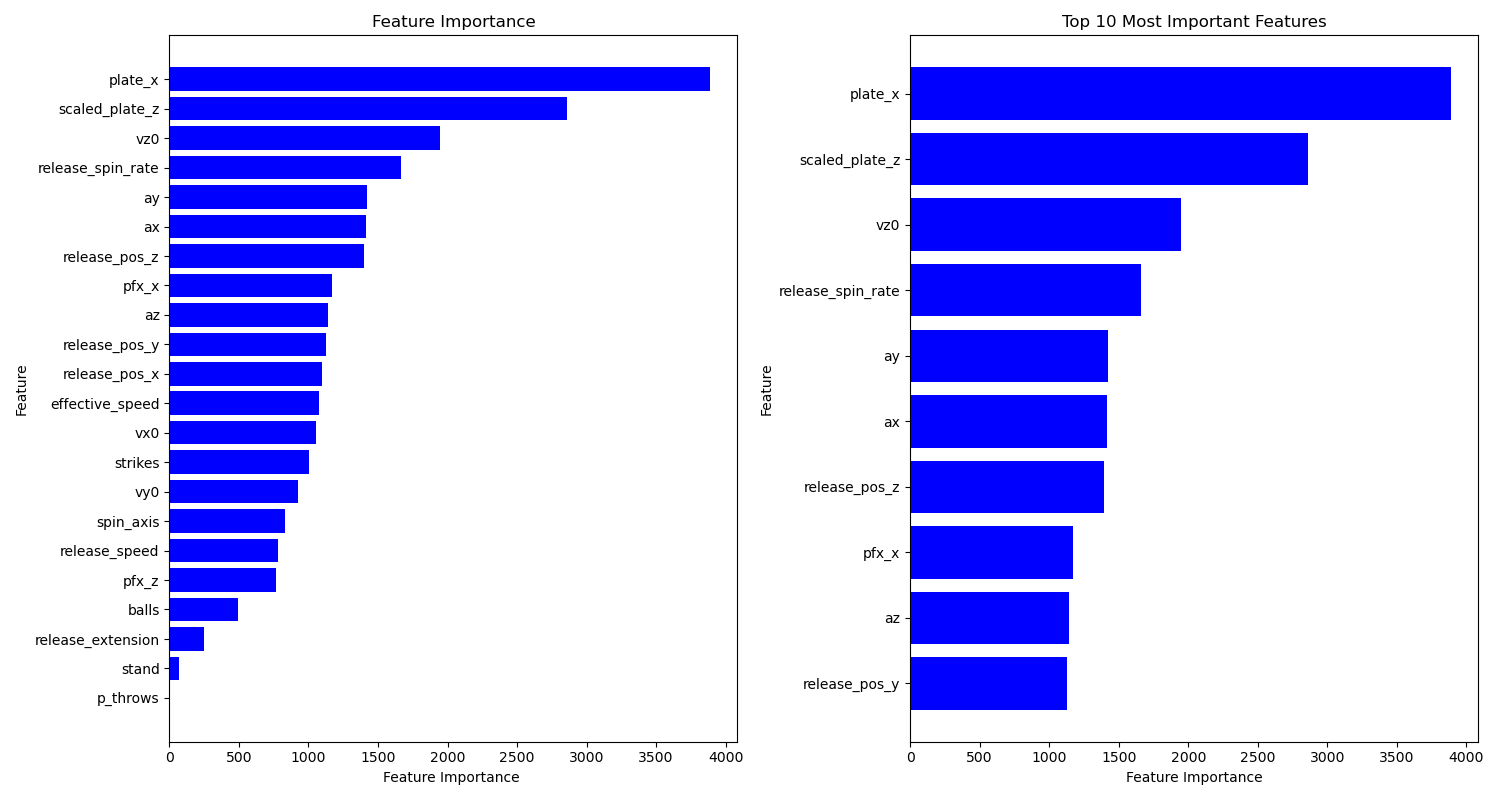 Feature Importance
Feature
plate_x
scaled_plate_z
vz0
release_spin_rate
ay
ax
release_pos_z
pfx_x
az
release_pos_y
release_pos_x
effective_speed
vx0
strikes
vy0
spin_axis
release_speed
pfx_z
balls
release_extension
stand
p_throws
0 500 1000 1500 2000 2500 3000 3500 4000
Feature Importance
Top 10 Most Important Features
Feature
plate_x
scaled_plate_z
vz0
release_spin_rate
ay
ax
release_pos_z
pfx_x
az
release_pos_y
0 500 1000 1500 2000 2500 3000 3500 4000
Feature Importance